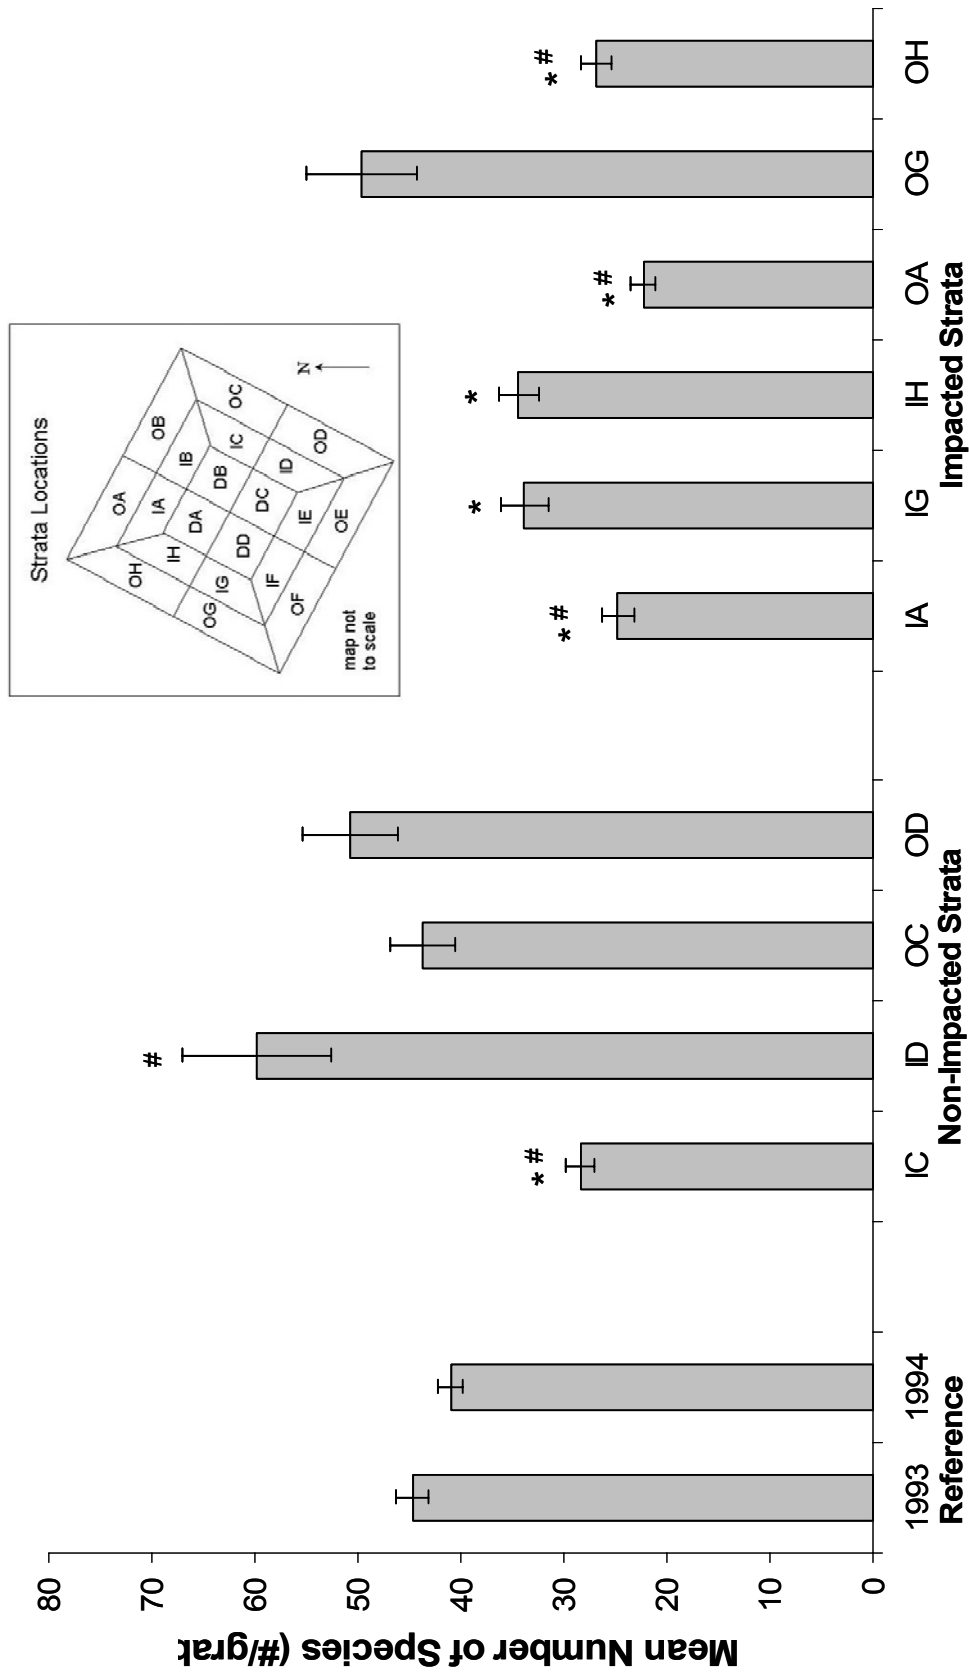 Mean Number of Species (#/grab
80
70
60
50
40
30
20
10
0
# 
* #
*
*
* #
* #
* #
1993 1994 IC ID OC OD IA IG IH OA OG OH
Reference Non-Impacted Strata Impacted Strata
Strata Locations
OA OB
OH IA IB OC
IH DA DB IC
OG IG DD DC ID OD
IF IE
OF OE
N
map not
to scale